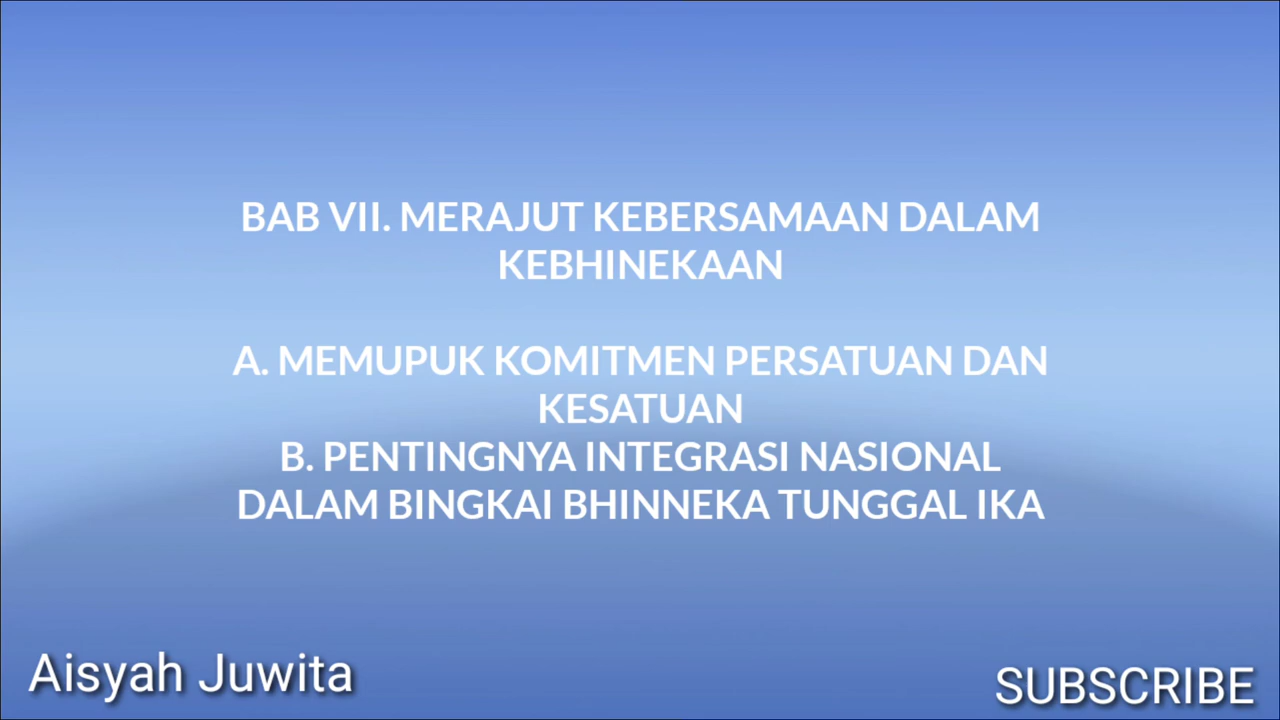 BAB VII. MERAJUT KEBERSAMAAN DALAM
KEBHINEKAAN
A. MEMUPUK KOMITMEN PERSATUAN DAN
KESATUAN
B. PENTINGNYA INTEGRASI NASIONAL
DALAM BINGKAI BHINNEKA TUNGGAL IKA
Aisyah Juwita
SUBSCRIBE